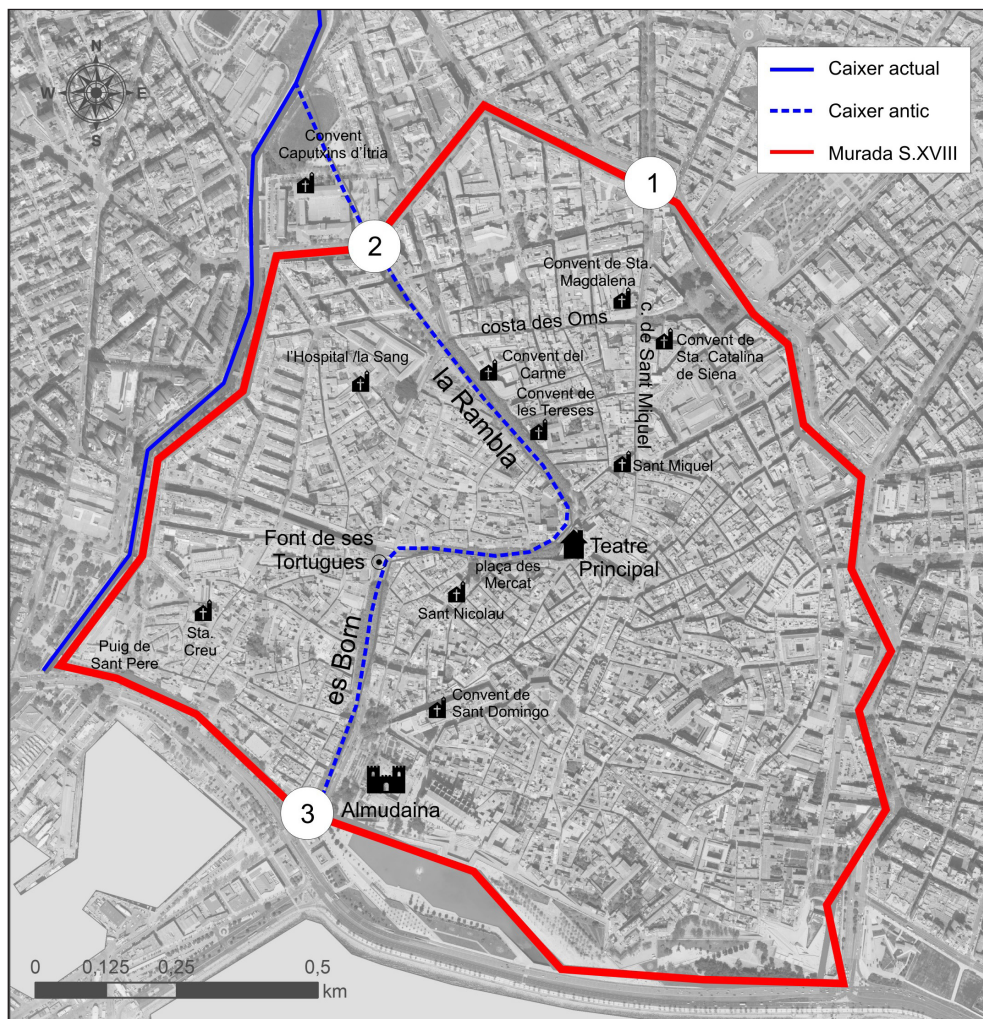 N
W E
S
Caixer actual
Caixer antic
Murada S.XVIII
Convent
Caputxins d'Ítria
1
2
Convent de Sta.
Magdalena
costa des Oms
c. de Sant Miquel
Convent de
Sta. Catalina
de Siena
l'Hospital /la Sang
Convent del
Carme
la Rambla
Convent de
les Tereses
Sant Miquel
Font de ses
Tortugues
Teatre
Principal
plaça des
Mercat
Sant Nicolau
Sta.
Creu
Puig de
Sant Pere
es Born
Convent de
Sant Domingo
Almudaina
3
0 0,125 0,25 0,5
km